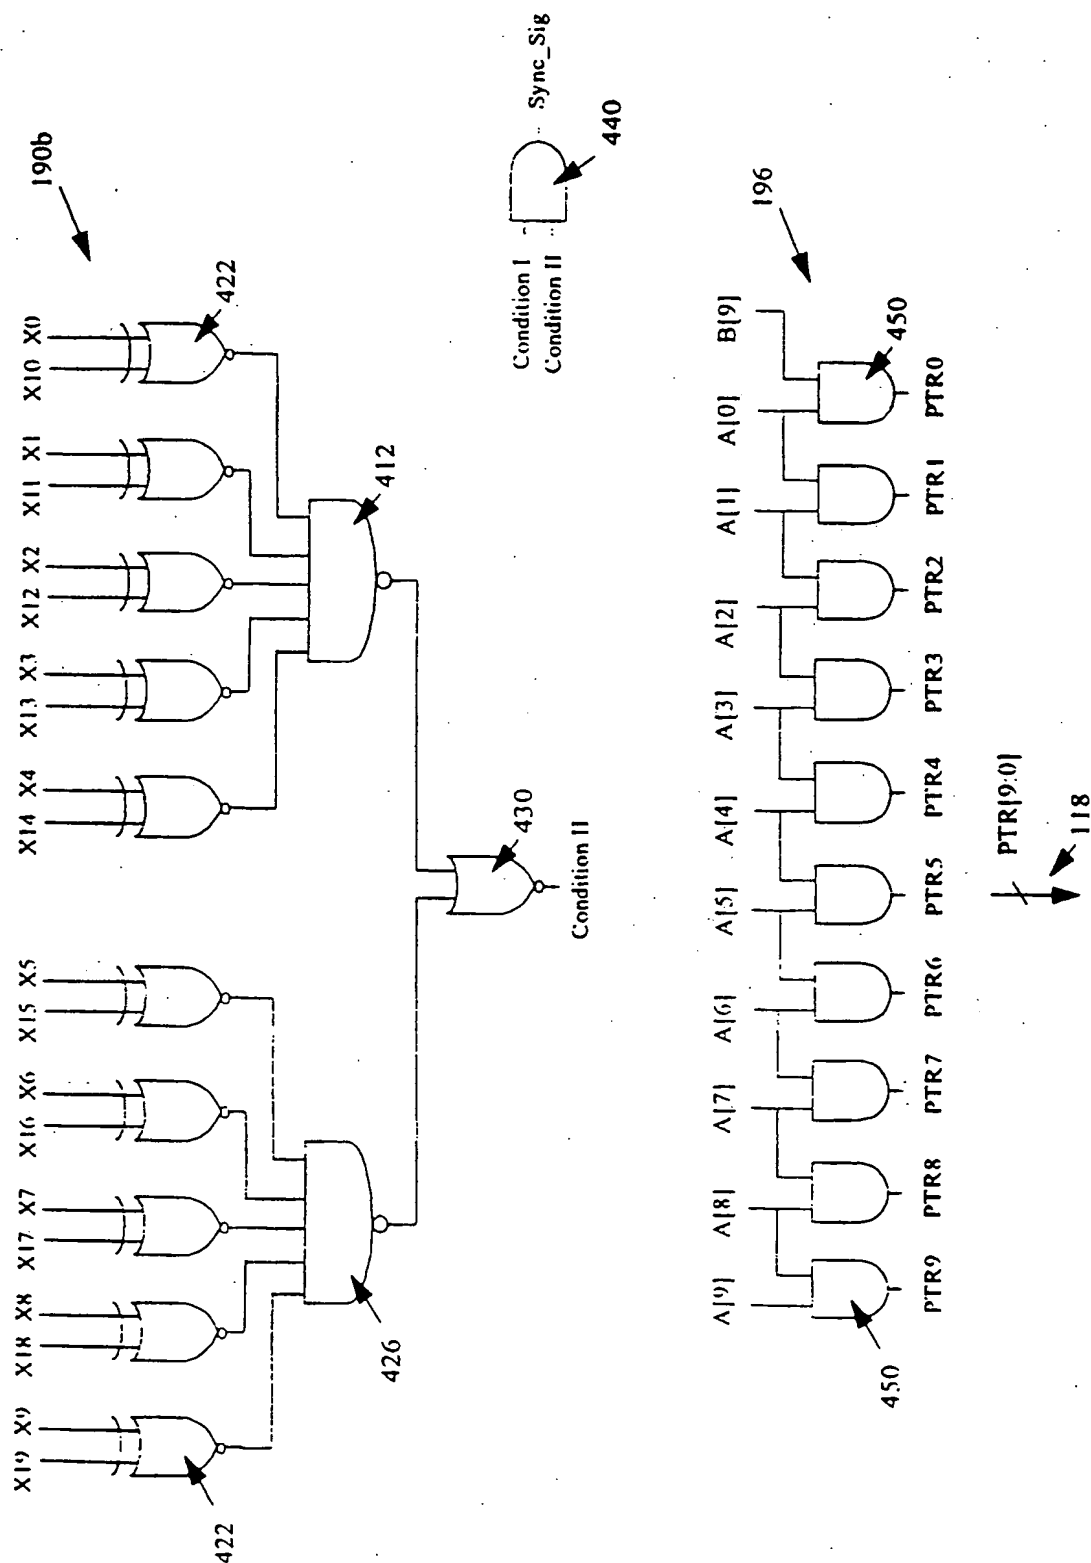 190b
X19 X9 X18 X8 X17 X7 X16 X6 X15 X5 X14 X4 X13 X3 X12 X2 X11 X1 X10 X0
422
422
426
412
430
Condition II
Condition I
Condition II
Sync_Sig
440
196
A[9] A[8] A[7] A[6] A[5] A[4] A[3] A[2] A[1] A[0] B[9]
450
450
PTR9 PTR8 PTR7 PTR6 PTR5 PTR4 PTR3 PTR2 PTR1 PTR0
PTR[9:0]
118